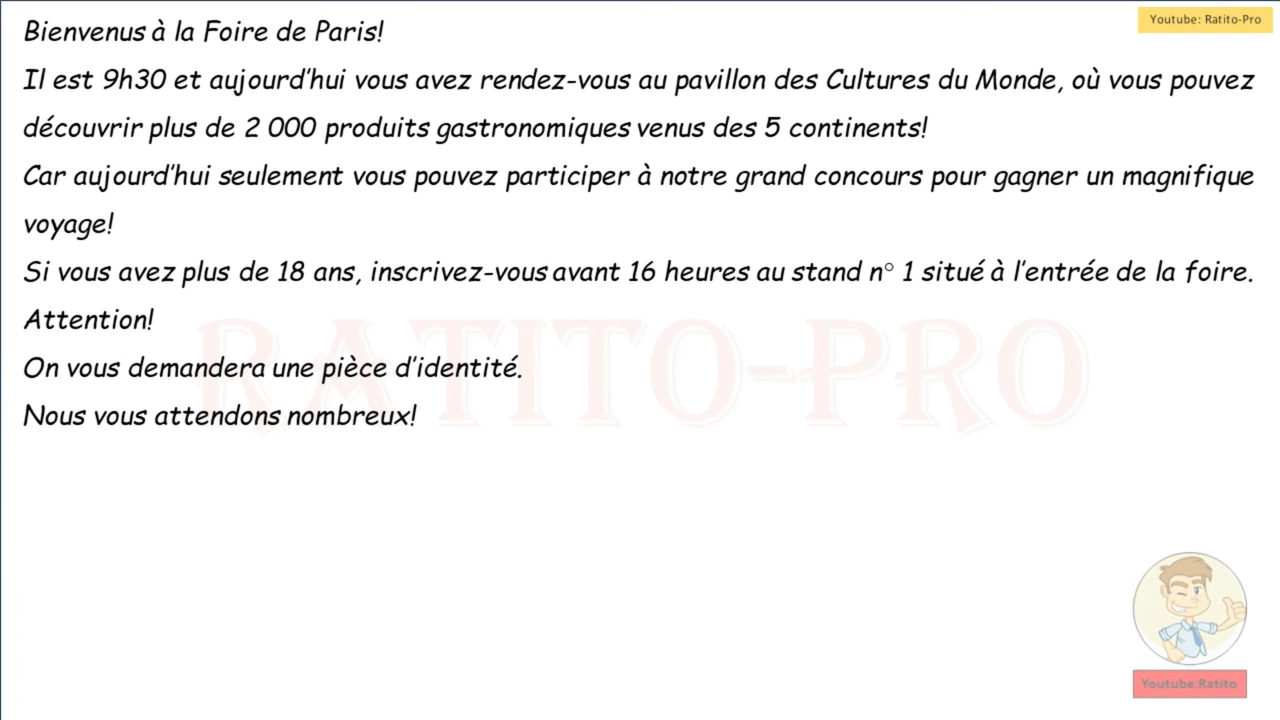 Bienvenus à la Foire de Paris!
Youtube: Ratito-Pro
Il est 9h30 et aujourd'hui vous avez rendez-vous au pavillon des Cultures du Monde, où vous pouvez
découvrir plus de 2 000 produits gastronomiques venus des 5 continents!
Car aujourd'hui seulement vous pouvez participer à notre grand concours pour gagner un magnifique
voyage!
Si vous avez plus de 18 ans, inscrivez-vous avant 16 heures au stand n° 1 situé à l'entrée de la foire.
Attention!
On vous demandera une pièce d'identité.
Nous vous attendons nombreux!
RATITO-PRO
Youtube:Ratito